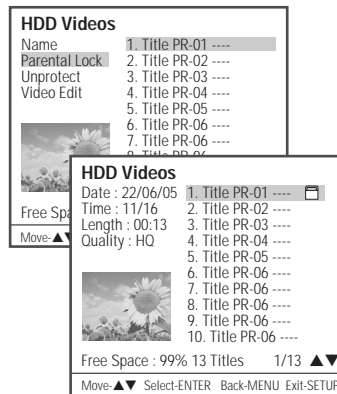 HDD Videos
Name
Parental Lock
Unprotect
Video Edit
1. Title PR-01 ----
2. Title PR-02 ----
3. Title PR-03 ----
4. Title PR-04 ----
5. Title PR-05 ----
6. Title PR-06 ----
7. Title PR-06 ----
Free Spa
Move-▲▼
HDD Videos
Date : 22/06/05
Time : 11/16
Length : 00:13
Quality : HQ
1. Title PR-01 ----
2. Title PR-02 ----
3. Title PR-03 ----
4. Title PR-04 ----
5. Title PR-05 ----
6. Title PR-06 ----
7. Title PR-06 ----
8. Title PR-06 ----
9. Title PR-06 ----
10. Title PR-06 ----
Free Space : 99% 13 Titles 1/13 ▲▼
Move-▲▼ Select-ENTER Back-MENU Exit-SETUP